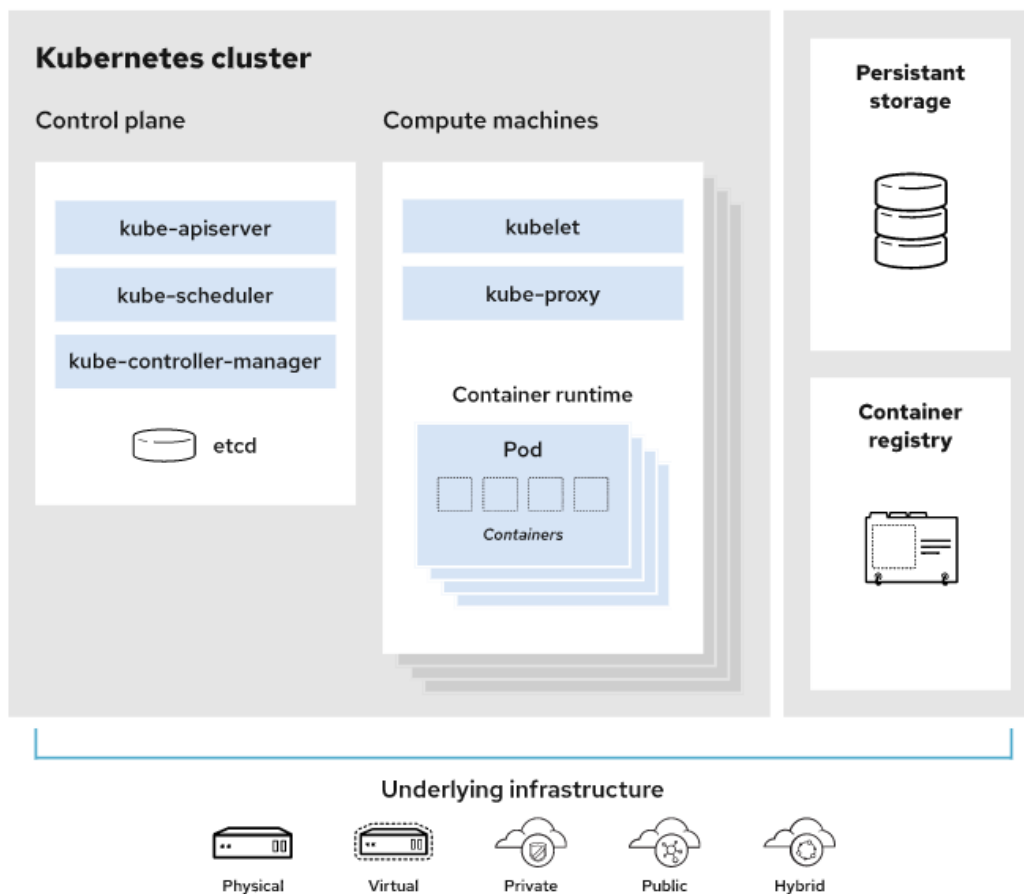 Kubernetes cluster
Control plane
kube-apiserver
kube-scheduler
kube-controller-manager
etcd
Compute machines
kubelet
kube-proxy
Container runtime
Pod
Containers
Persistant
storage
Container
registry
Underlying infrastructure
Physical
Virtual
Private
Public
Hybrid